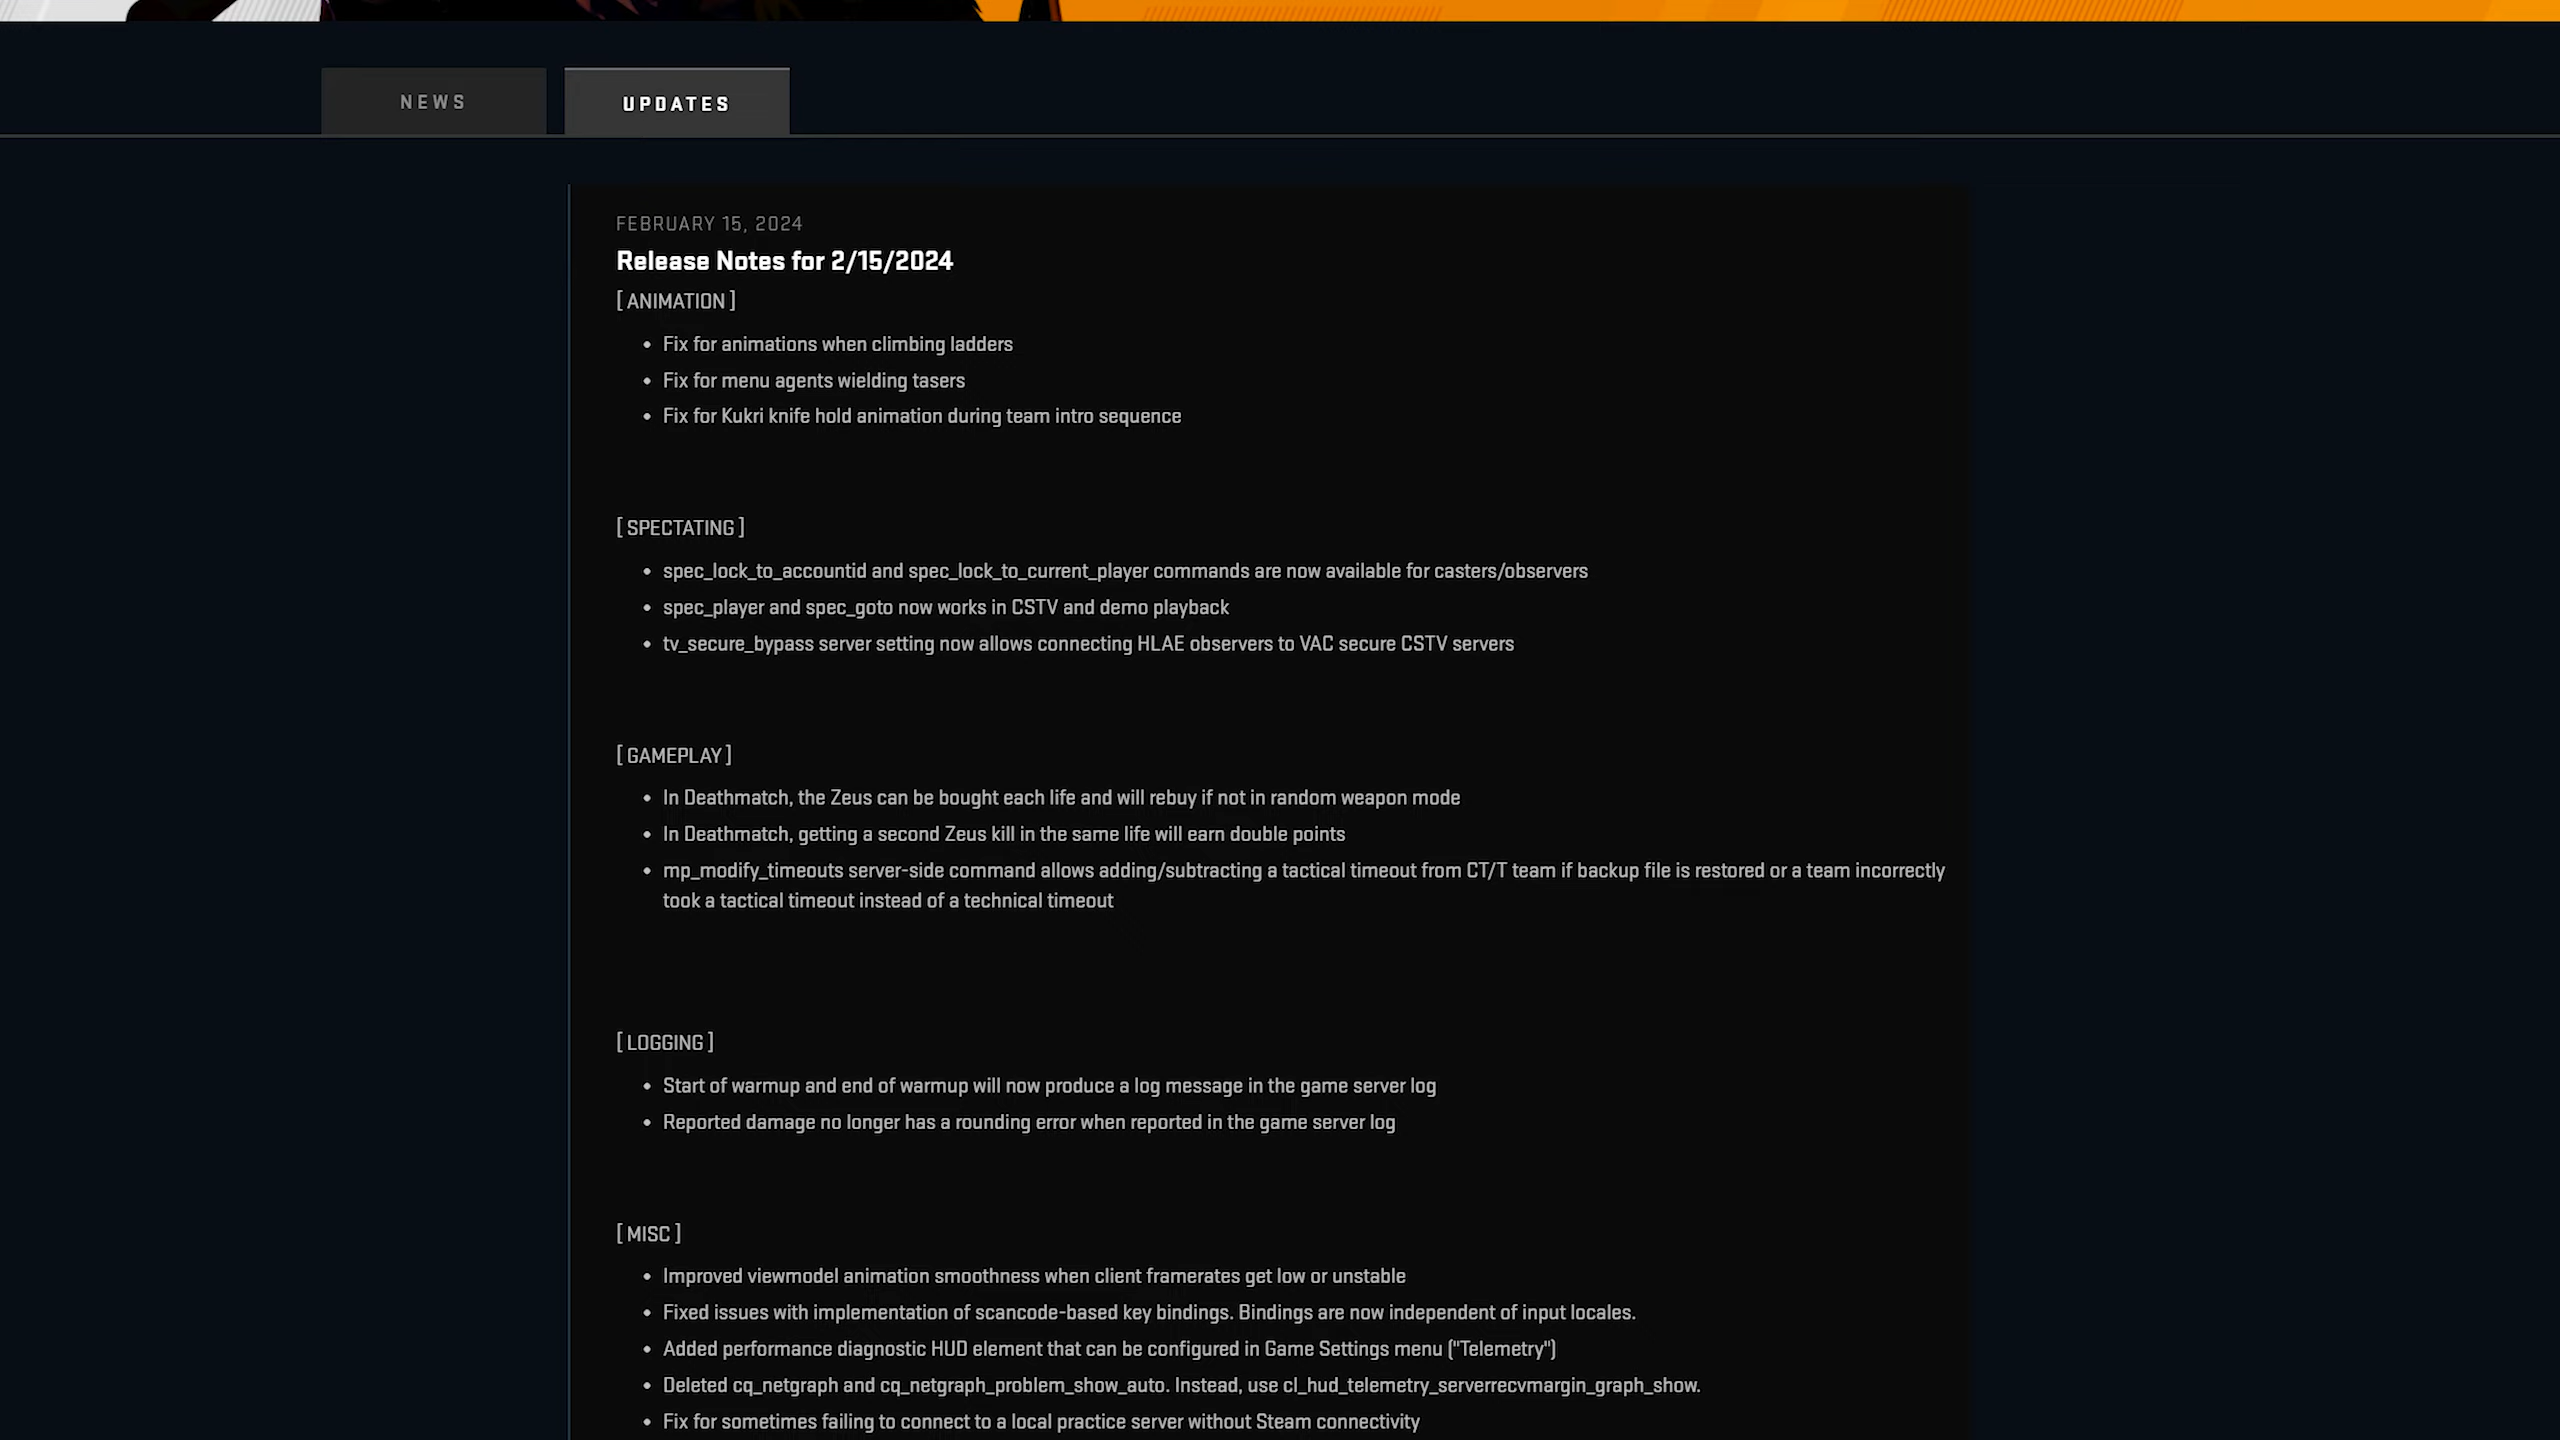 NEWS
UPDATES
FEBRUARY 15, 2024
Release Notes for 2/15/2024
[ ANIMATION ]
• Fix for animations when climbing ladders
• Fix for menu agents wielding tasers
• Fix for Kukri knife hold animation during team intro sequence
[ SPECTATING ]
• spec_lock_to_accountid and spec_lock_to_current_player commands are now available for casters/observers
• spec_player and spec_goto now works in CSTV and demo playback
• tv_secure_bypass server setting now allows connecting HLAE observers to VAC secure CSTV servers
[ GAMEPLAY ]
• In Deathmatch, the Zeus can be bought each life and will rebuy if not in random weapon mode
• In Deathmatch, getting a second Zeus kill in the same life will earn double points
• mp_modify_timeouts server-side command allows adding/subtracting a tactical timeout from CT/T team if backup file is restored or a team incorrectly
took a tactical timeout instead of a technical timeout
[ LOGGING ]
• Start of warmup and end of warmup will now produce a log message in the game server log
• Reported damage no longer has a rounding error when reported in the game server log
[ MISC ]
• Improved viewmodel animation smoothness when client framerates get low or unstable
• Fixed issues with implementation of scancode-based key bindings. Bindings are now independent of input locales.
• Added performance diagnostic HUD element that can be configured in Game Settings menu ("Telemetry")
• Deleted cq_netgraph and cq_netgraph_problem_show_auto. Instead, use cl_hud_telemetry_serverrecvmargin_graph_show.
• Fix for sometimes failing to connect to a local practice server without Steam connectivity